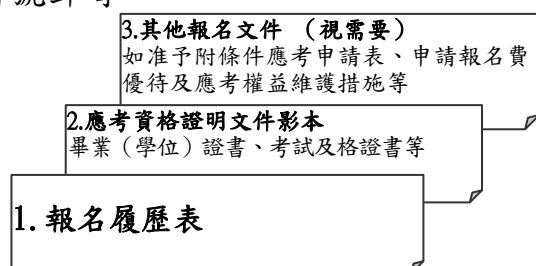 3.其他報名文件 （視需要）
如准予附條件應考申請表、申請報名費
優待及應考權益維護措施等
2.應考資格證明文件影本
畢業（學位）證書、考試及格證書等
1.報名履歷表